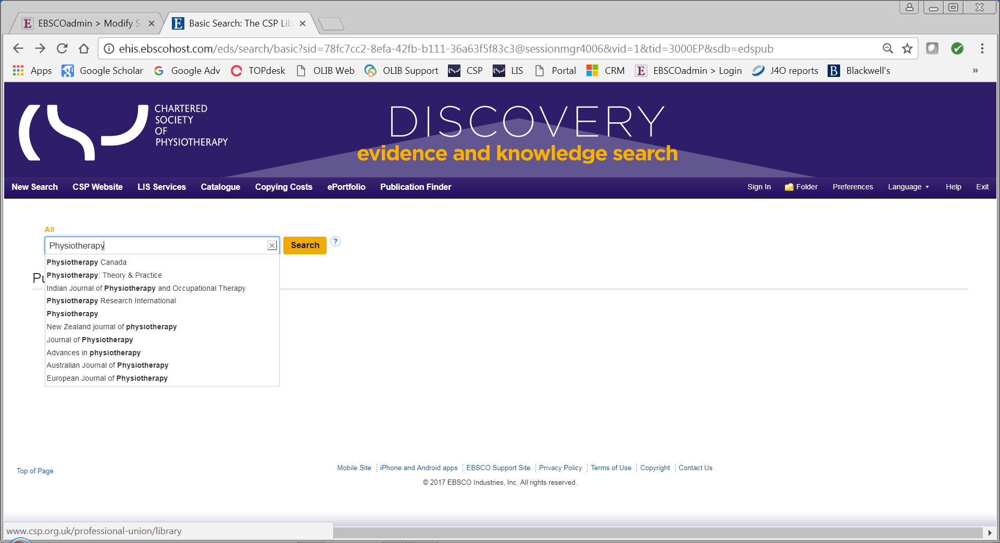 EBSCOadmin > Modify S
Basic Search: The CSP Lib
ehis.ebscohost.com/eds/search/basic?sid=78fc7cc2-8efa-42fb-b111-36a63f5f83c3@sessionmgr4006&vid=1&tid=3000EP&sdb=edspub
Apps Google Scholar Google Adv TOPdesk OLIB Web OLIB Support CSP LIS Portal CRM EBSCOadmin > Login J4O reports Blackwell's »
CHARTERED
SOCIETY
OF
PHYSIOTHERAPY
DISCOVERY
evidence and knowledge search
New Search CSP Website LIS Services Catalogue Copying Costs ePortfolio Publication Finder Sign In Folder Preferences Language Help Exit
All
Physiotherapy
Search ?
Physiotherapy Canada
Physiotherapy: Theory & Practice
Pu
Indian Journal of Physiotherapy and Occupational Therapy
Physiotherapy Research International
Physiotherapy
New Zealand journal of physiotherapy
Journal of Physiotherapy
Advances in physiotherapy
Australian Journal of Physiotherapy
European Journal of Physiotherapy
Top of Page
Mobile Site iPhone and Android apps EBSCO Support Site Privacy Policy Terms of Use Copyright Contact Us
© 2017 EBSCO Industries, Inc. All rights reserved.
www.csp.org.uk/professional-union/library